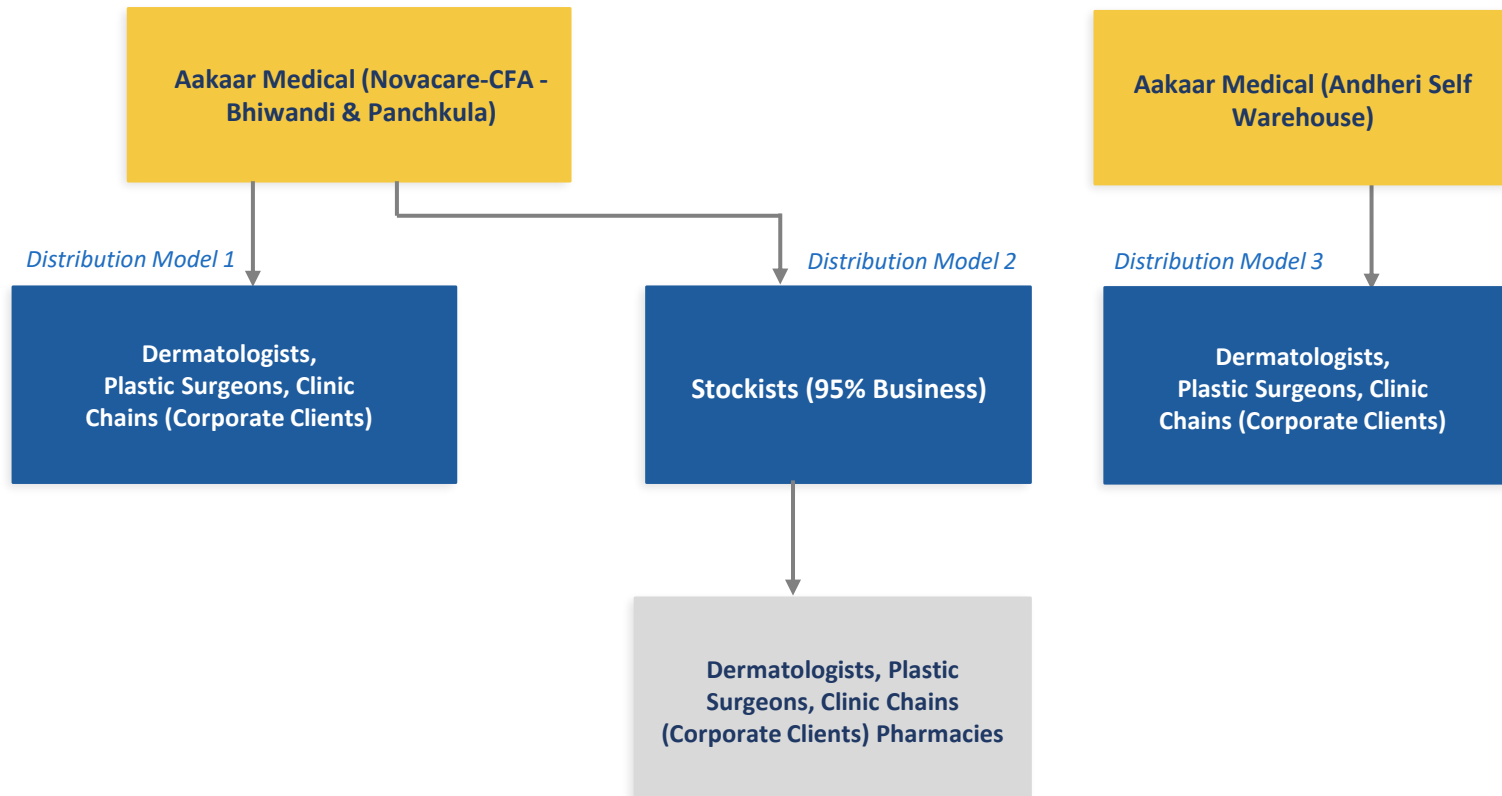 Aakaar Medical (Novacare-CFA -
Bhiwandi & Panchkula)
Aakaar Medical (Andheri Self
Warehouse)
Distribution Model 1
Distribution Model 2
Distribution Model 3
Dermatologists,
Plastic Surgeons, Clinic
Chains (Corporate Clients)
Stockists (95% Business)
Dermatologists,
Plastic Surgeons, Clinic
Chains (Corporate Clients)
Dermatologists, Plastic
Surgeons, Clinic Chains
(Corporate Clients) Pharmacies